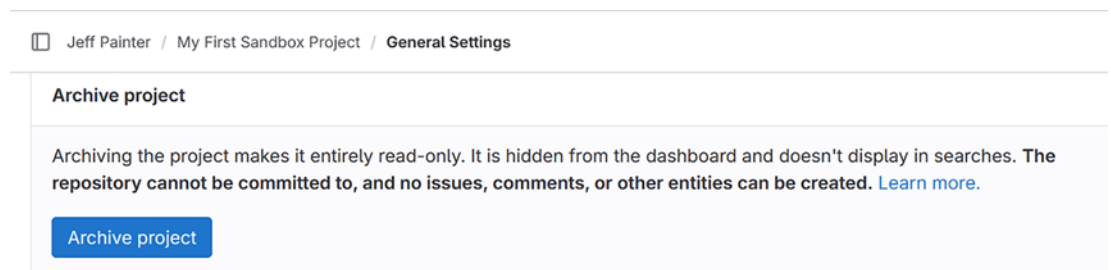 Jeff Painter / My First Sandbox Project / General Settings
Archive project
Archiving the project makes it entirely read-only. It is hidden from the dashboard and doesn't display in searches. The
repository cannot be committed to, and no issues, comments, or other entities can be created. Learn more.
Archive project